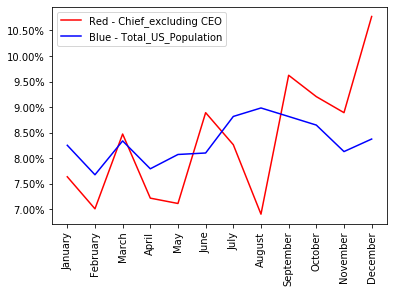 Red - Chief_excluding CEO
Blue - Total_US_Population
10.50%
10.00%
9.50%
9.00%
8.50%
8.00%
7.50%
7.00%
January
February
March
April
May
June
July
August
September
October
November
December